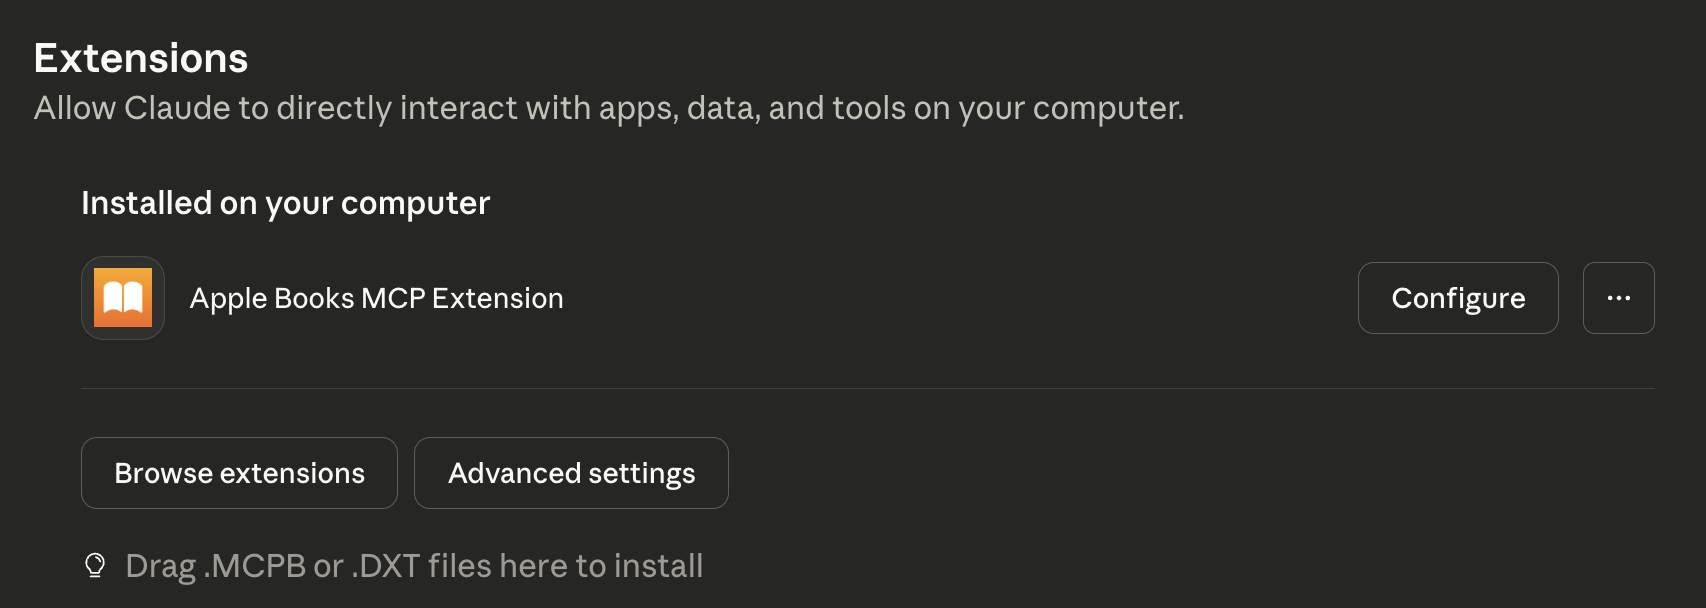 Extensions
Allow Claude to directly interact with apps, data, and tools on your computer.
Installed on your computer
Apple Books MCP Extension
Configure
...
Browse extensions
Advanced settings
Drag .MCPB or .DXT files here to install